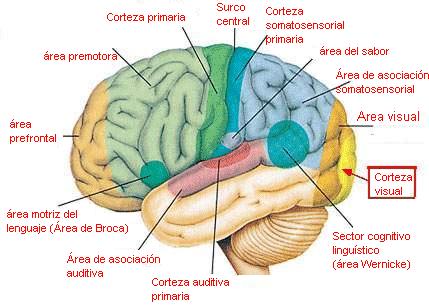 Surco
central
Corteza primaria
Corteza
somatosensorial
primaria
área premotora
área del sabor
Área de asociación
somatosensorial
Area visual
área
prefrontal
Corteza
visual
área motriz del
lenguaje (Área de Broca)
Sector cognitivo
linguístico
(área Wernicke)
Área de asociación
auditiva
Corteza auditiva
primaria